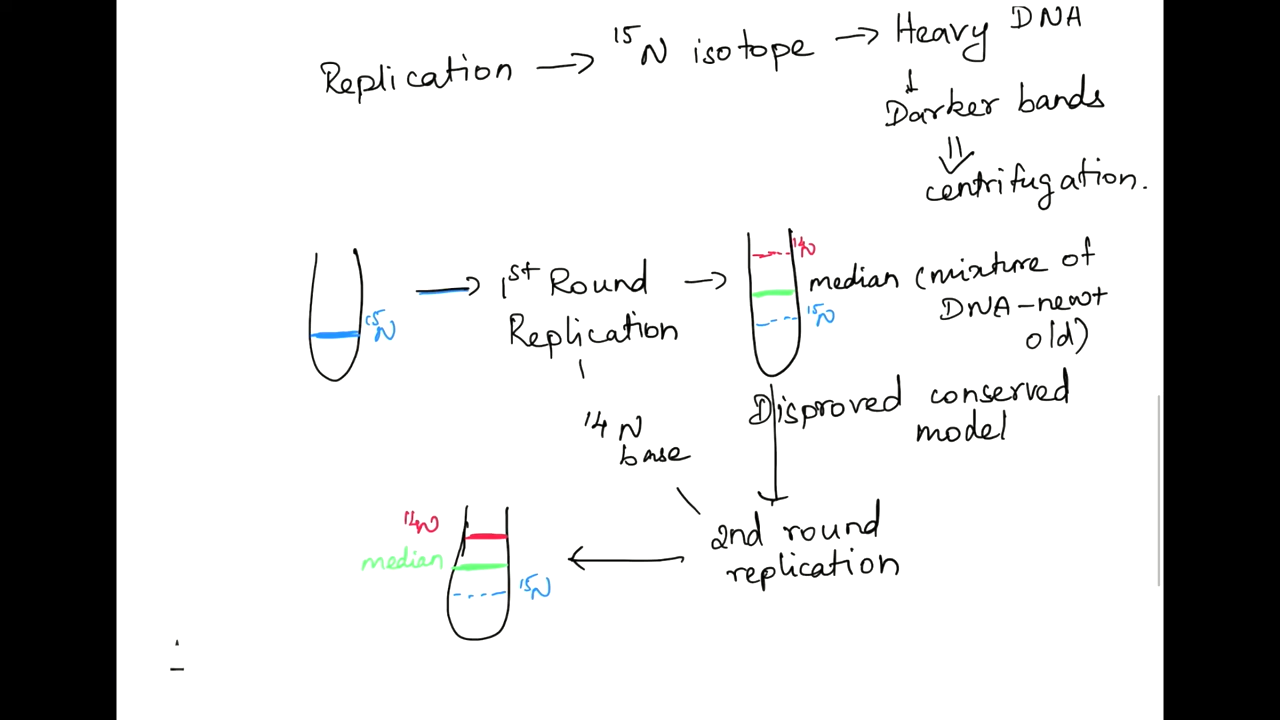 Replication → ¹⁵N isotope → Heavy DNA
↓
Darker bands
⇓
centrifugation.
¹⁵N
→ 1st Round → 
Replication
¹⁴N
median (mixture of
DNA-new+
old)
¹⁵N
¹⁴N
base
Disproved conserved
model
2nd round
replication
←
¹⁴N
median
¹⁵N